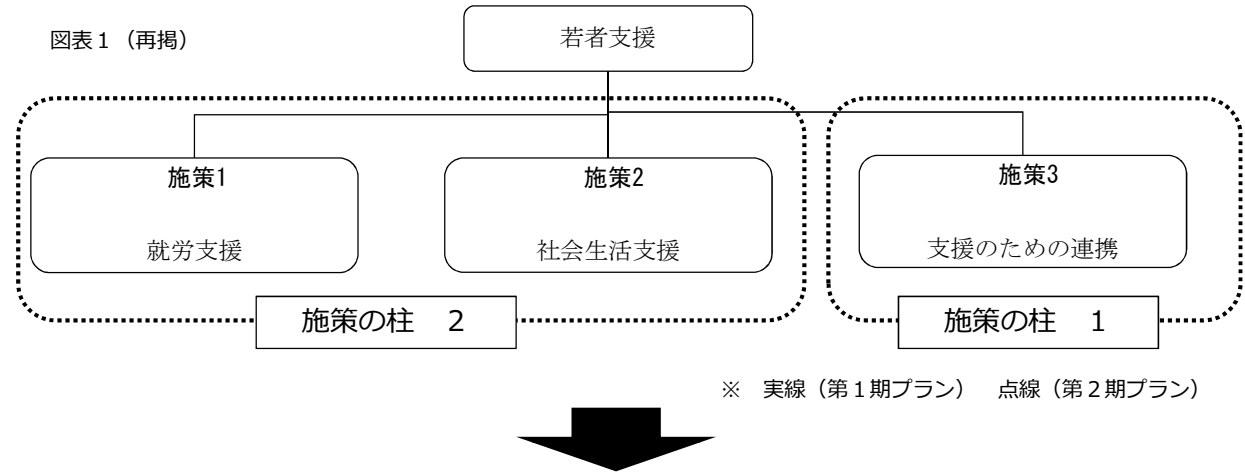 図表１（再掲）
若者支援
施策1
就労支援
施策2
社会生活支援
施策3
支援のための連携
施策の柱　２
施策の柱　１
※　実線（第１期プラン）　点線（第２期プラン）